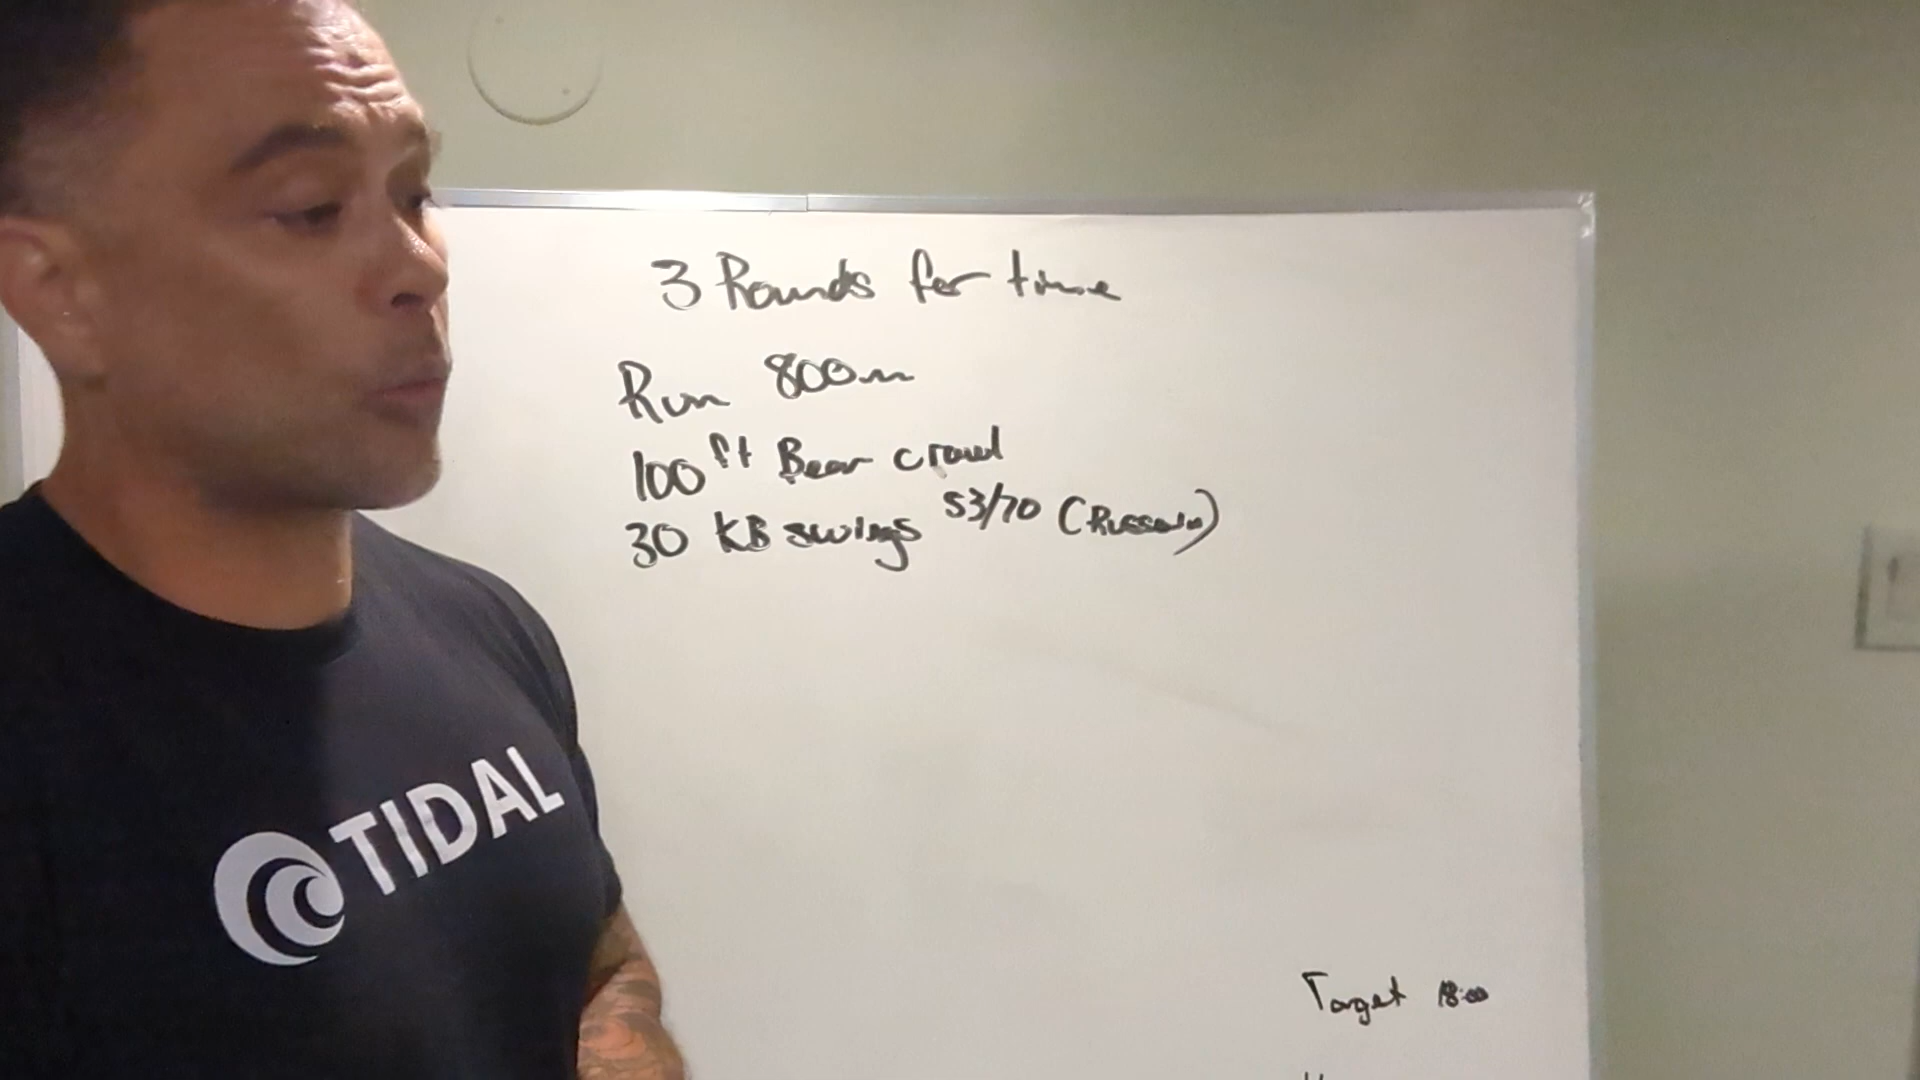 3 Rounds for time
Run 800m
100 ft Bear crawl
30 KB swings 53/70 (Russain)
TIDAL
Target 18:00